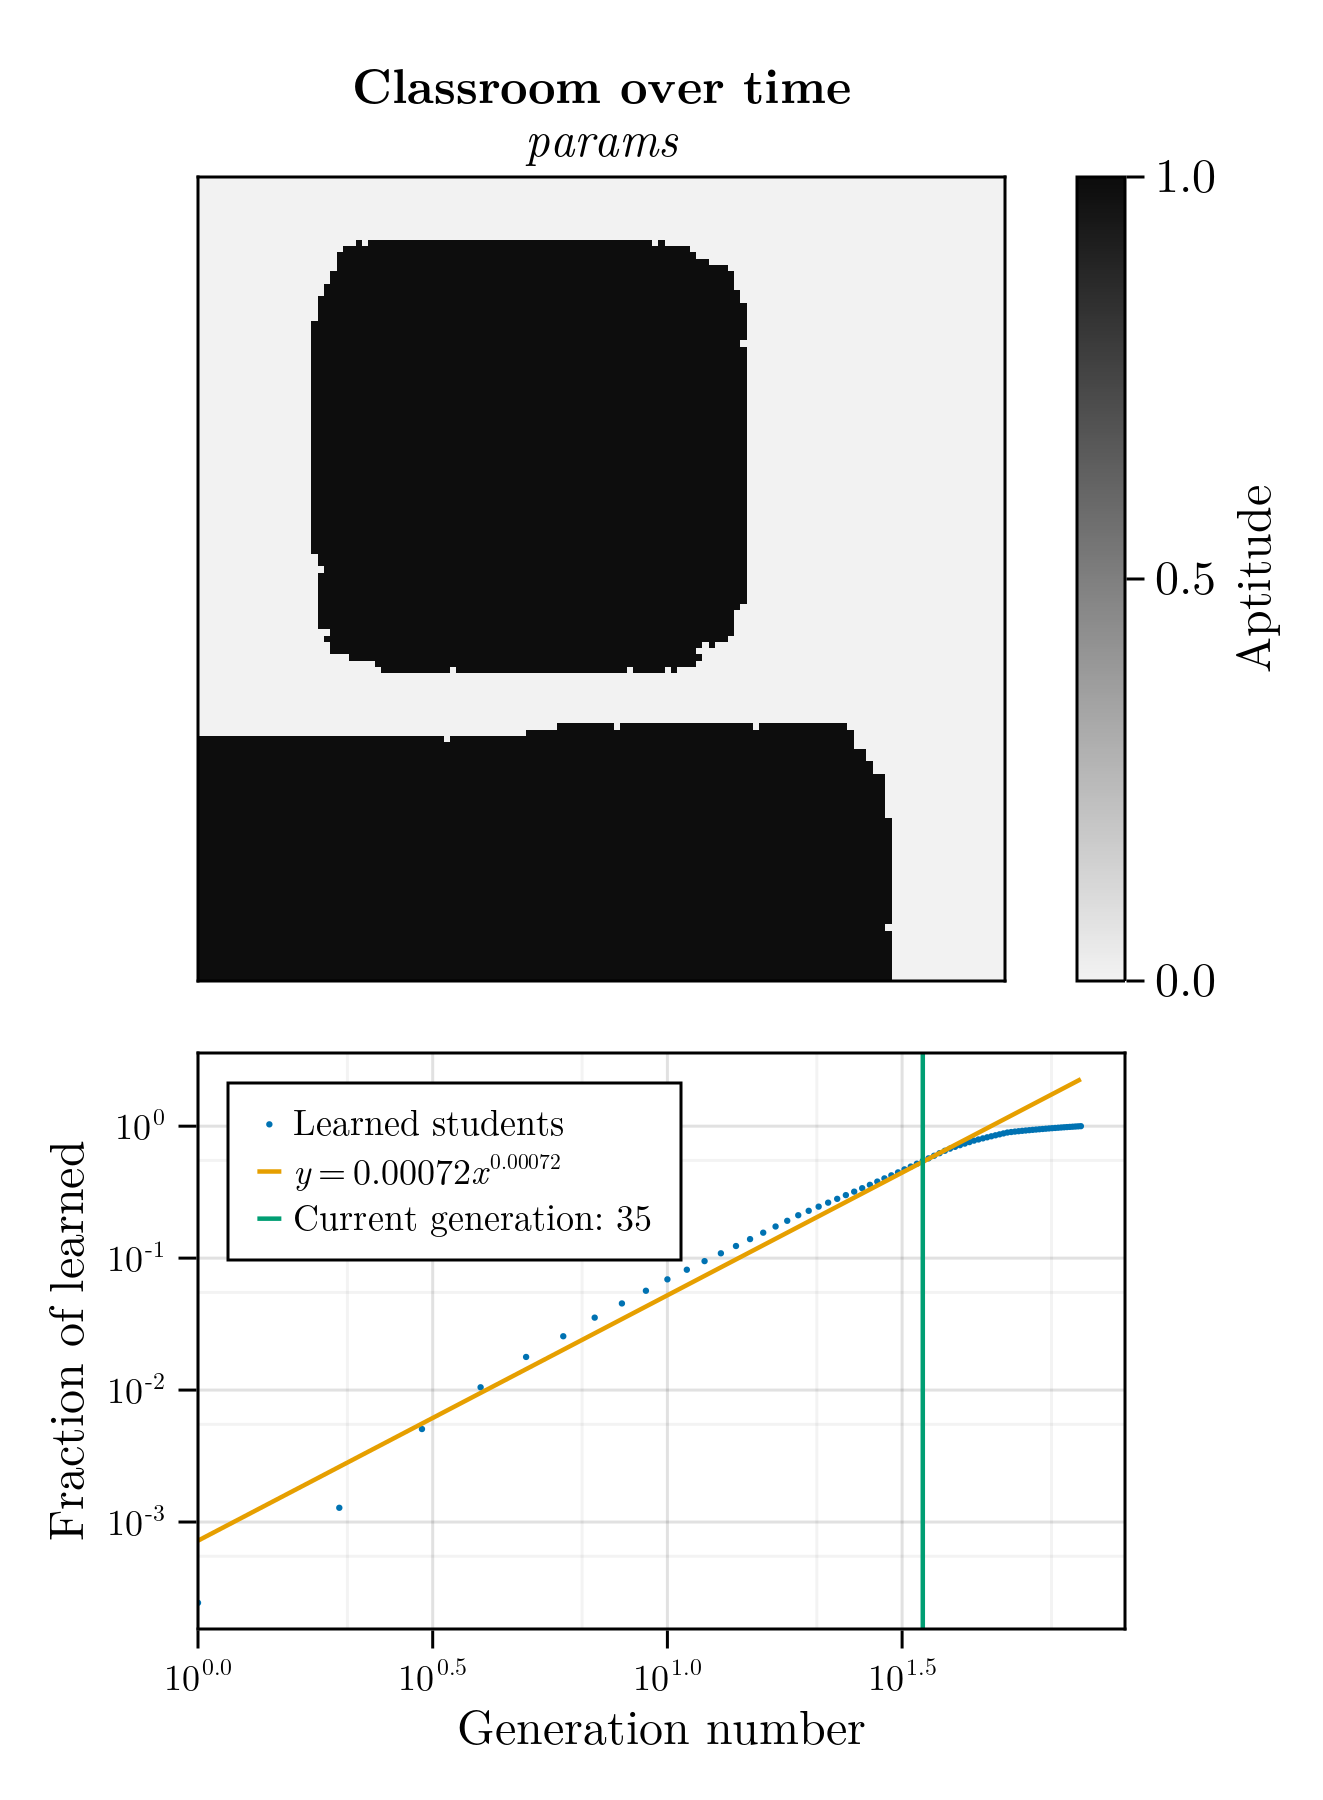 Classroom over time
params
1.0
0.5
0.0
Aptitude
Learned students
y = 0.00072x^0.00072
Current generation: 35
10^0
10^-1
10^-2
10^-3
Fraction of learned
10^0.0
10^0.5
10^1.0
10^1.5
Generation number